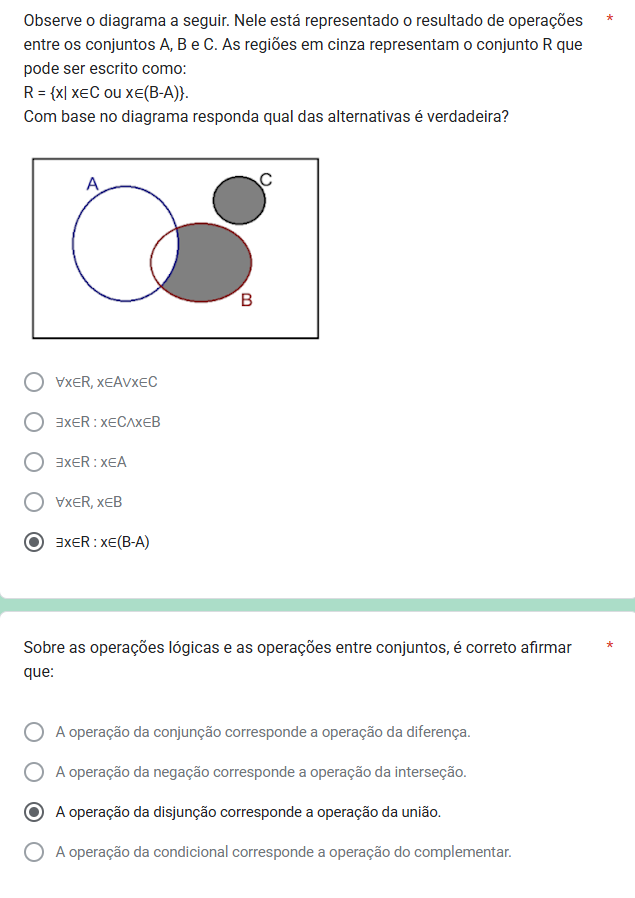 Observe o diagrama a seguir. Nele está representado o resultado de operações *
entre os conjuntos A, B e C. As regiões em cinza representam o conjunto R que
pode ser escrito como:
R = {x| x∈C ou x∈(B-A)}.
Com base no diagrama responda qual das alternativas é verdadeira?
A
C
B
∀x∈R, x∈A∨x∈C
∃x∈R : x∈C∧x∈B
∃x∈R : x∈A
∀x∈R, x∈B
∃x∈R : x∈(B-A)
Sobre as operações lógicas e as operações entre conjuntos, é correto afirmar *
que:
A operação da conjunção corresponde a operação da diferença.
A operação da negação corresponde a operação da interseção.
A operação da disjunção corresponde a operação da união.
A operação da condicional corresponde a operação do complementar.